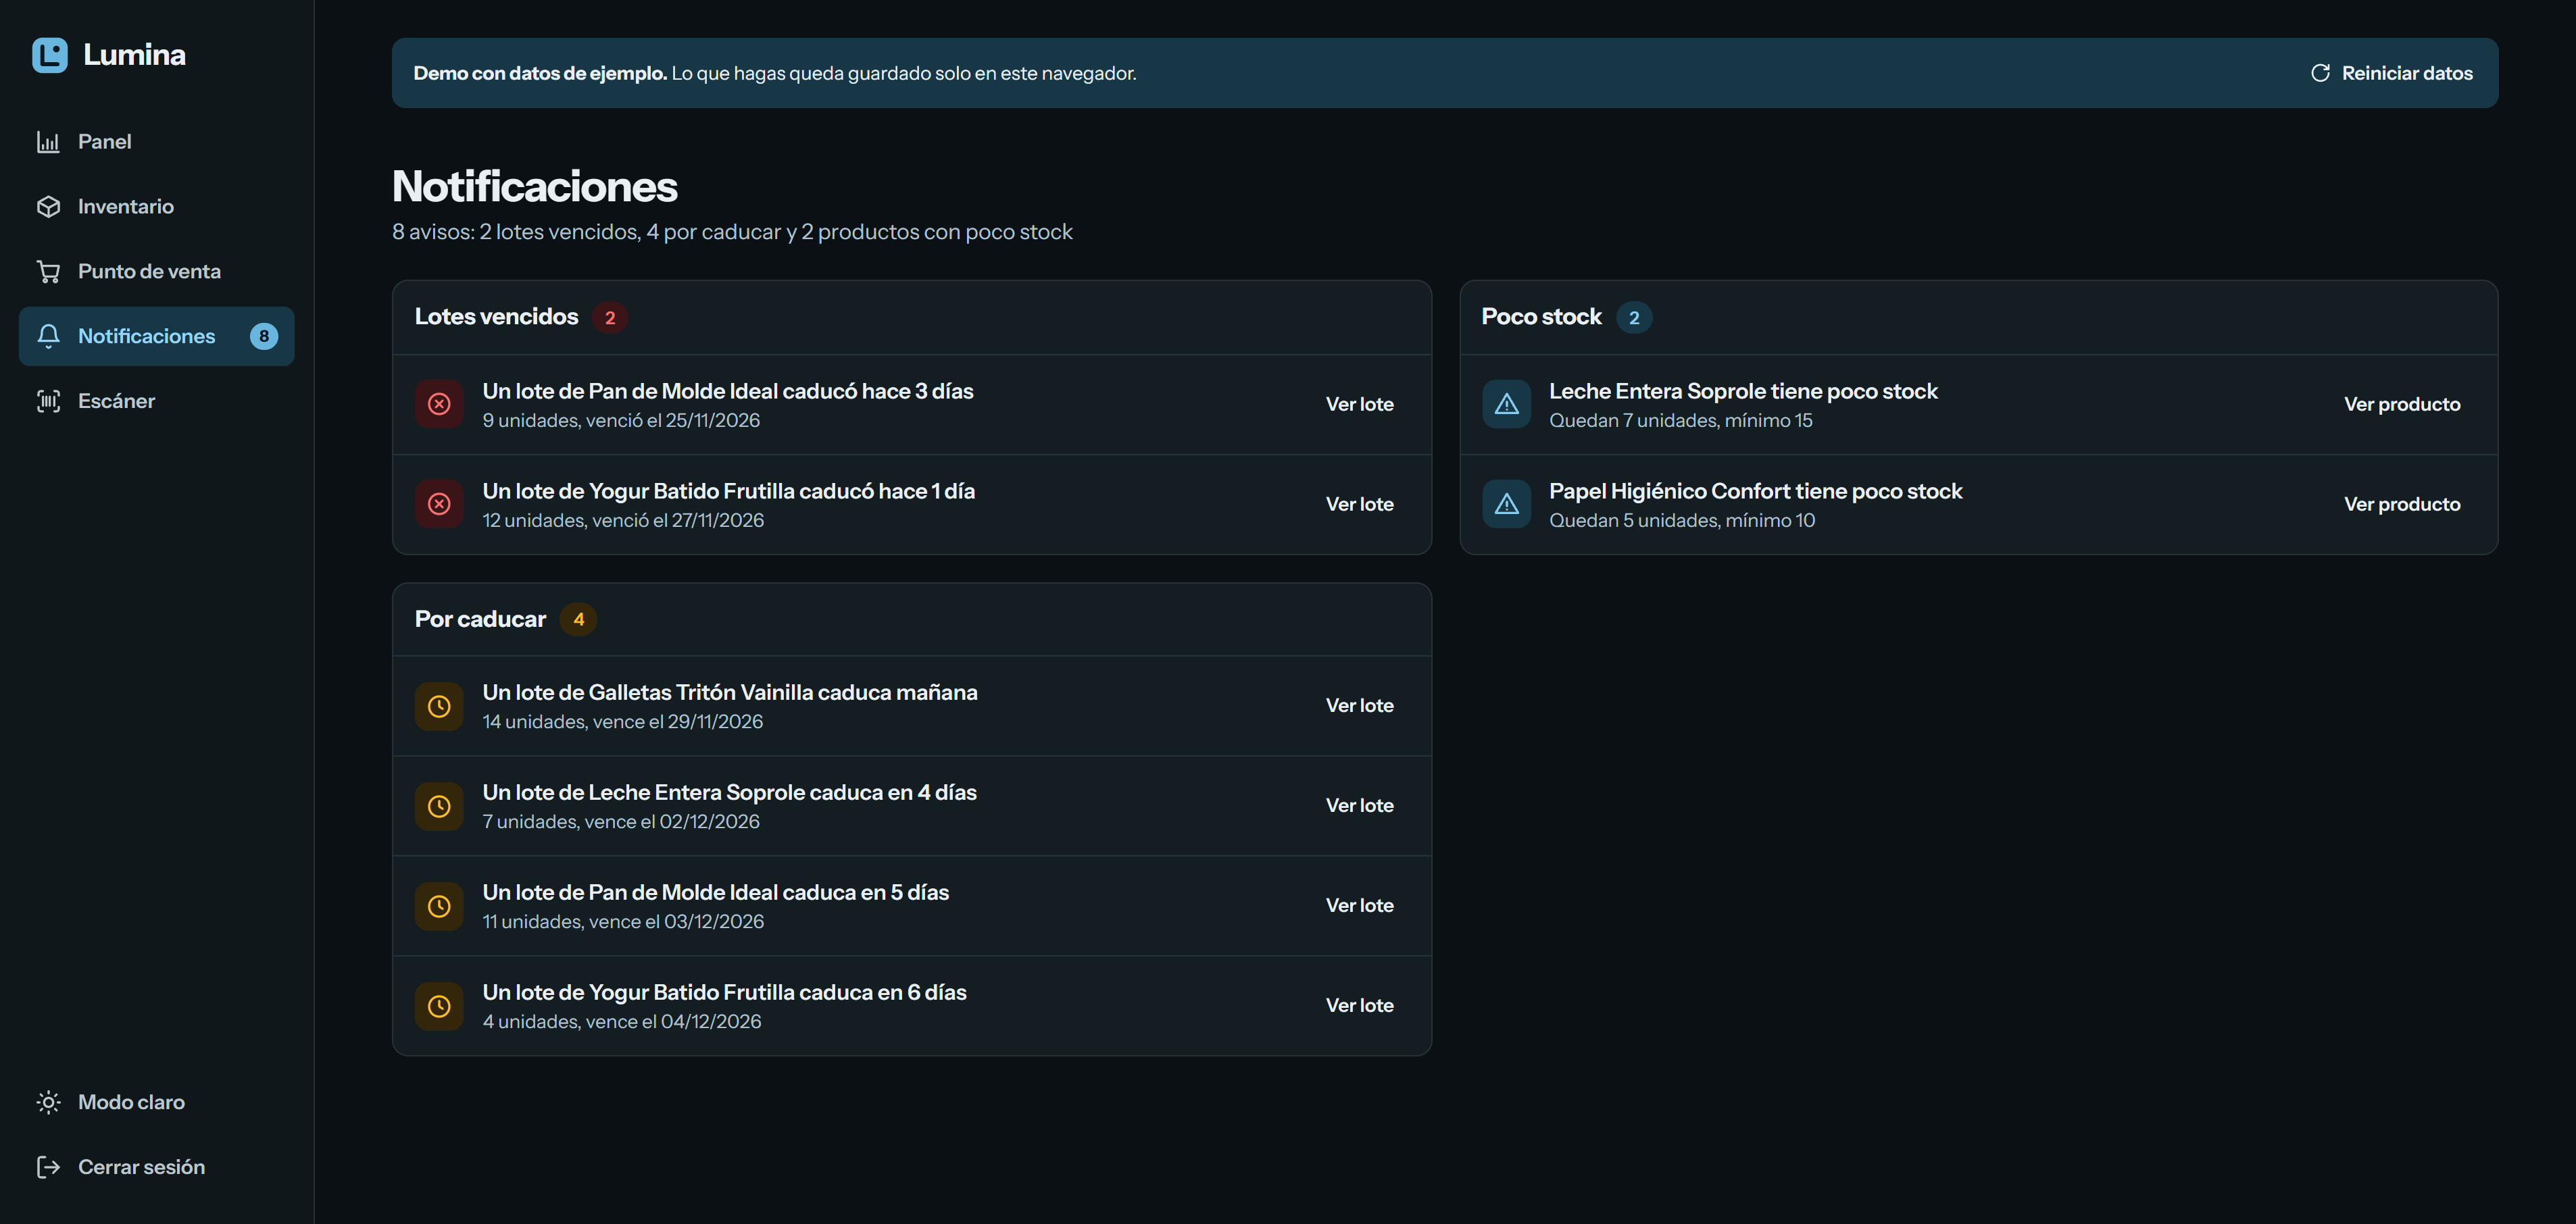 Lumina
Panel
Inventario
Punto de venta
Notificaciones 8
Escáner
Modo claro
Cerrar sesión
Demo con datos de ejemplo. Lo que hagas queda guardado solo en este navegador.
Reiniciar datos
Notificaciones
8 avisos: 2 lotes vencidos, 4 por caducar y 2 productos con poco stock
Lotes vencidos 2
Un lote de Pan de Molde Ideal caducó hace 3 días
9 unidades, venció el 25/11/2026
Ver lote
Un lote de Yogur Batido Frutilla caducó hace 1 día
12 unidades, venció el 27/11/2026
Ver lote
Poco stock 2
Leche Entera Soprole tiene poco stock
Quedan 7 unidades, mínimo 15
Ver producto
Papel Higiénico Confort tiene poco stock
Quedan 5 unidades, mínimo 10
Ver producto
Por caducar 4
Un lote de Galletas Tritón Vainilla caduca mañana
14 unidades, vence el 29/11/2026
Ver lote
Un lote de Leche Entera Soprole caduca en 4 días
7 unidades, vence el 02/12/2026
Ver lote
Un lote de Pan de Molde Ideal caduca en 5 días
11 unidades, vence el 03/12/2026
Ver lote
Un lote de Yogur Batido Frutilla caduca en 6 días
4 unidades, vence el 04/12/2026
Ver lote